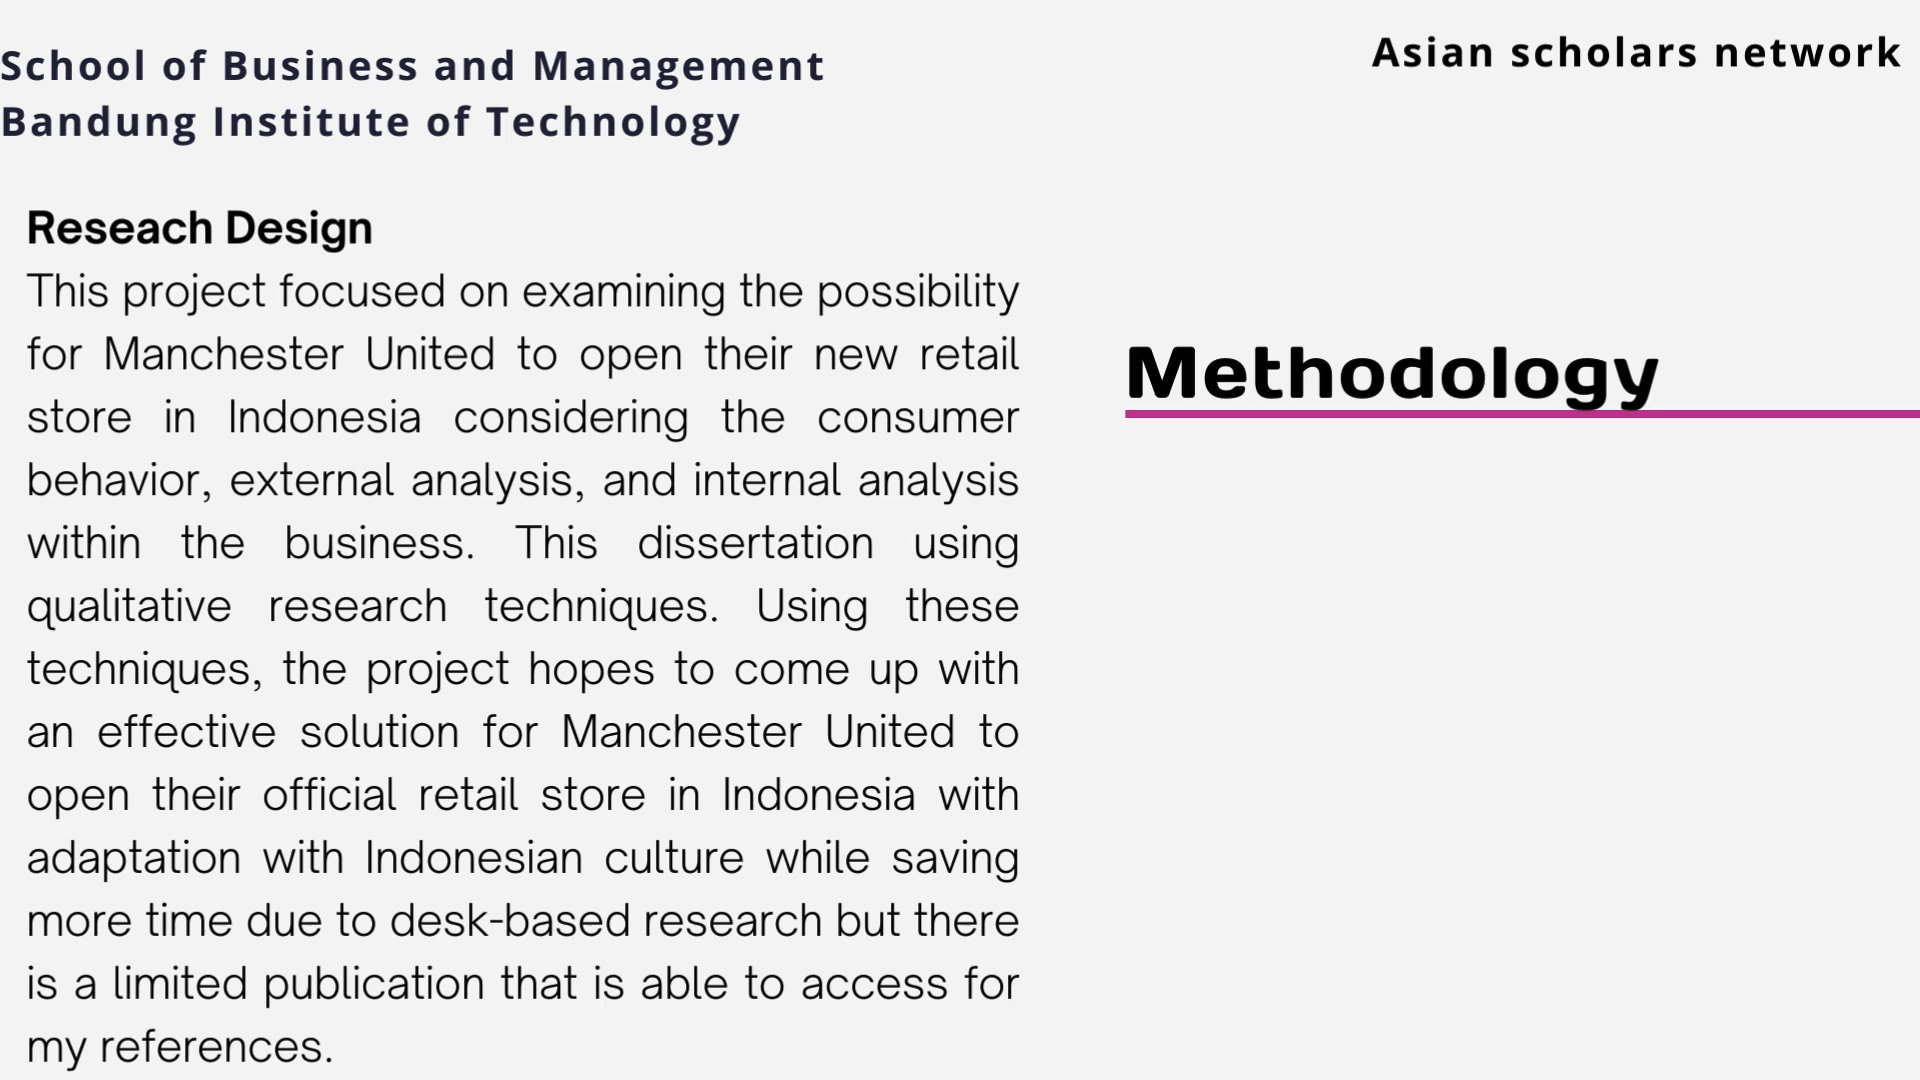 School of Business and Management
Bandung Institute of Technology
Asian scholars network
Reseach Design
This project focused on examining the possibility
for Manchester United to open their new retail
store in Indonesia considering the consumer
behavior, external analysis, and internal analysis
within the business. This dissertation using
qualitative research techniques. Using these
techniques, the project hopes to come up with
an effective solution for Manchester United to
open their official retail store in Indonesia with
adaptation with Indonesian culture while saving
more time due to desk-based research but there
is a limited publication that is able to access for
my references.
Methodology